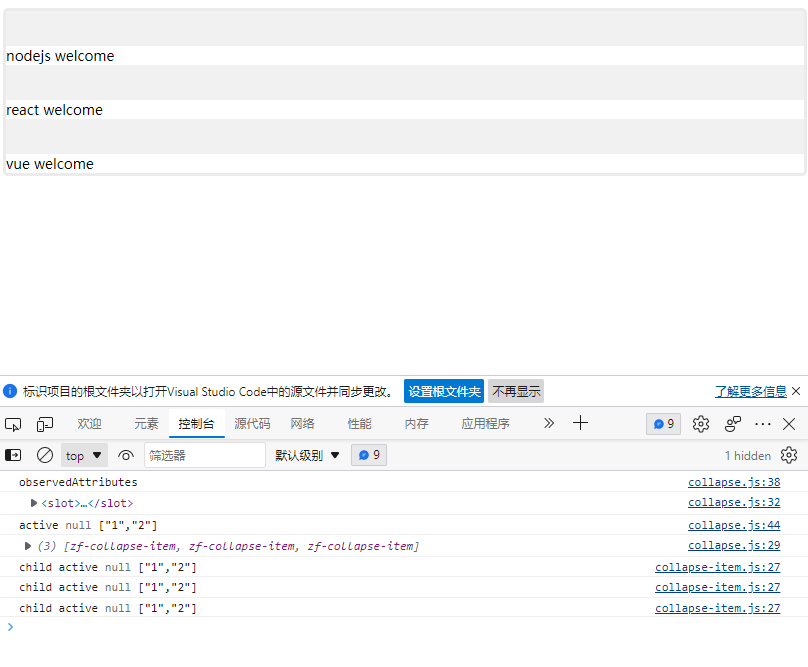 nodejs welcome
react welcome
vue welcome
标识项目的根文件夹以打开Visual Studio Code中的源文件并同步更改。 设置根文件夹 不再显示 了解更多信息
欢迎 元素 控制台 源代码 网络 性能 内存 应用程序 9
top 筛选器 默认级别 9 1 hidden
observedAttributes collapse.js:38
<slot>…</slot> collapse.js:32
active null ["1","2"] collapse.js:44
(3) [zf-collapse-item, zf-collapse-item, zf-collapse-item] collapse.js:29
child active null ["1","2"] collapse-item.js:27
child active null ["1","2"] collapse-item.js:27
child active null ["1","2"] collapse-item.js:27